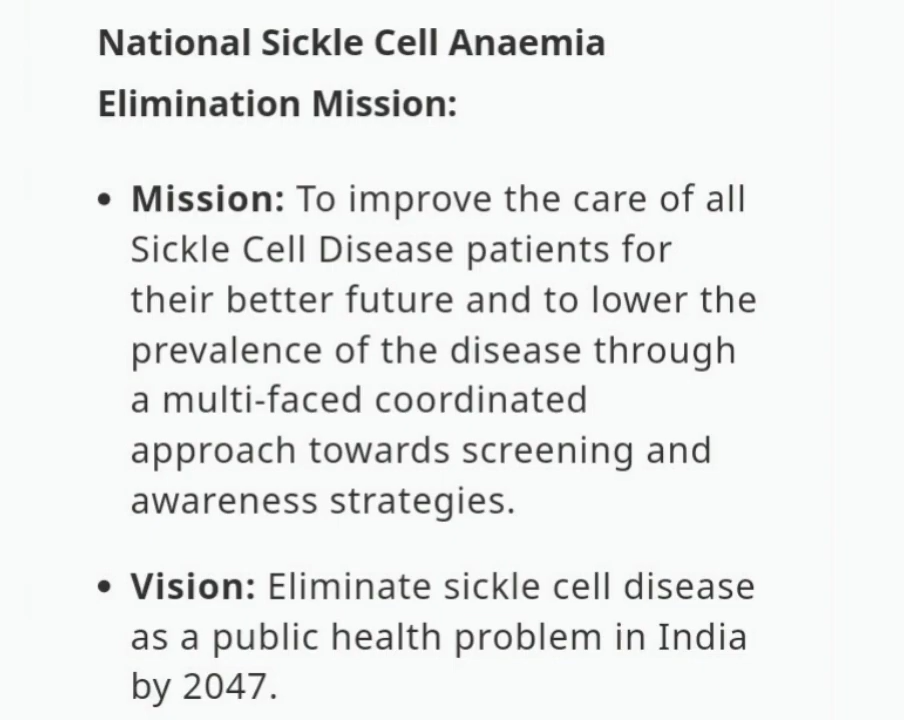 National Sickle Cell Anaemia
Elimination Mission:
• Mission: To improve the care of all
Sickle Cell Disease patients for
their better future and to lower the
prevalence of the disease through
a multi-faced coordinated
approach towards screening and
awareness strategies.
• Vision: Eliminate sickle cell disease
as a public health problem in India
by 2047.